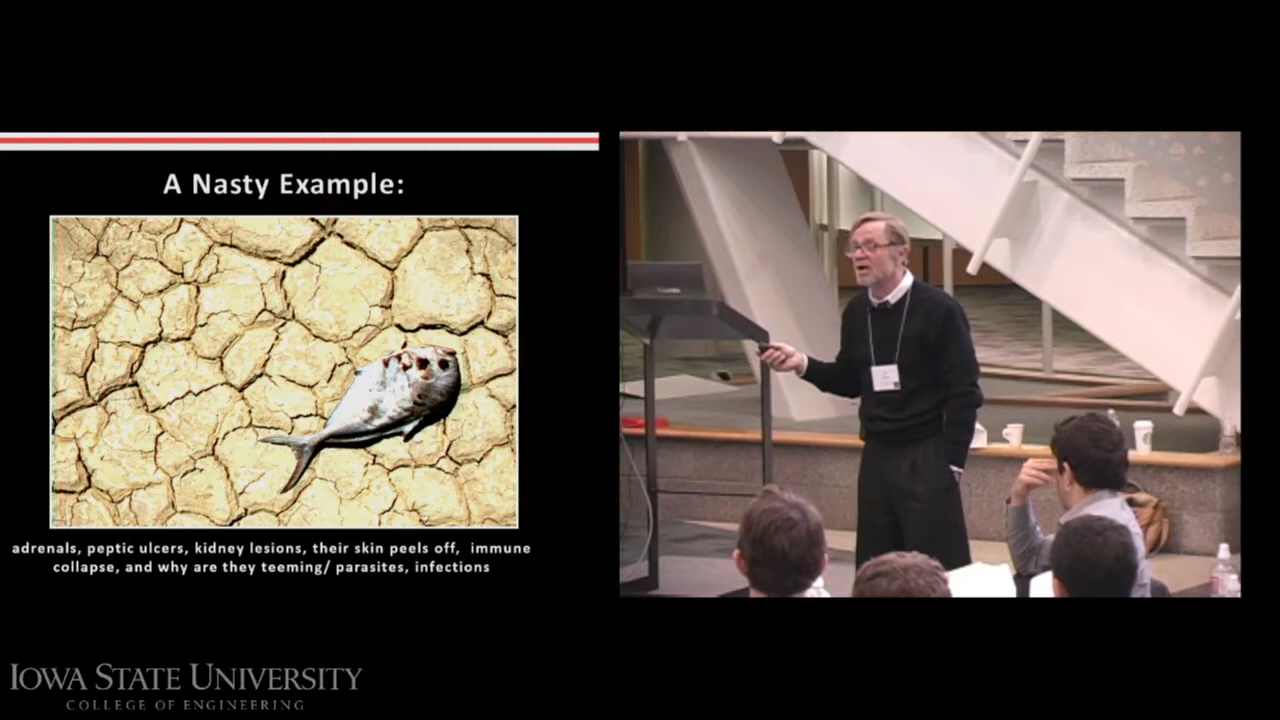 A Nasty Example:
adrenals, peptic ulcers, kidney lesions, their skin peels off, immune
collapse, and why are they teeming/ parasites, infections
IOWA STATE UNIVERSITY
COLLEGE OF ENGINEERING